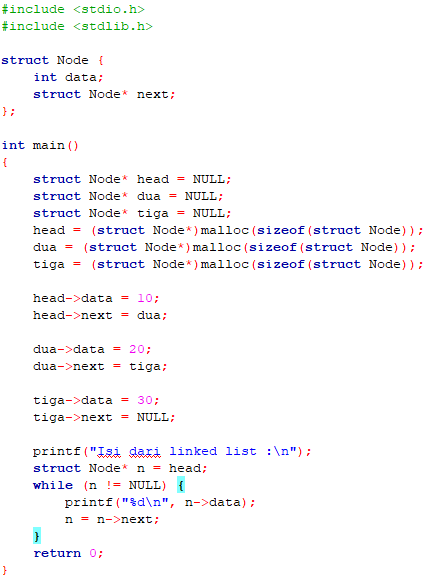 #include <stdio.h>
#include <stdlib.h>

struct Node {
    int data;
    struct Node* next;
};

int main()
{
    struct Node* head = NULL;
    struct Node* dua = NULL;
    struct Node* tiga = NULL;
    head = (struct Node*)malloc(sizeof(struct Node));
    dua = (struct Node*)malloc(sizeof(struct Node));
    tiga = (struct Node*)malloc(sizeof(struct Node));

    head->data = 10;
    head->next = dua;

    dua->data = 20;
    dua->next = tiga;

    tiga->data = 30;
    tiga->next = NULL;

    printf("Isi dari linked list :\n");
    struct Node* n = head;
    while (n != NULL) {
        printf("%d\n", n->data);
        n = n->next;
    }
    return 0;
}